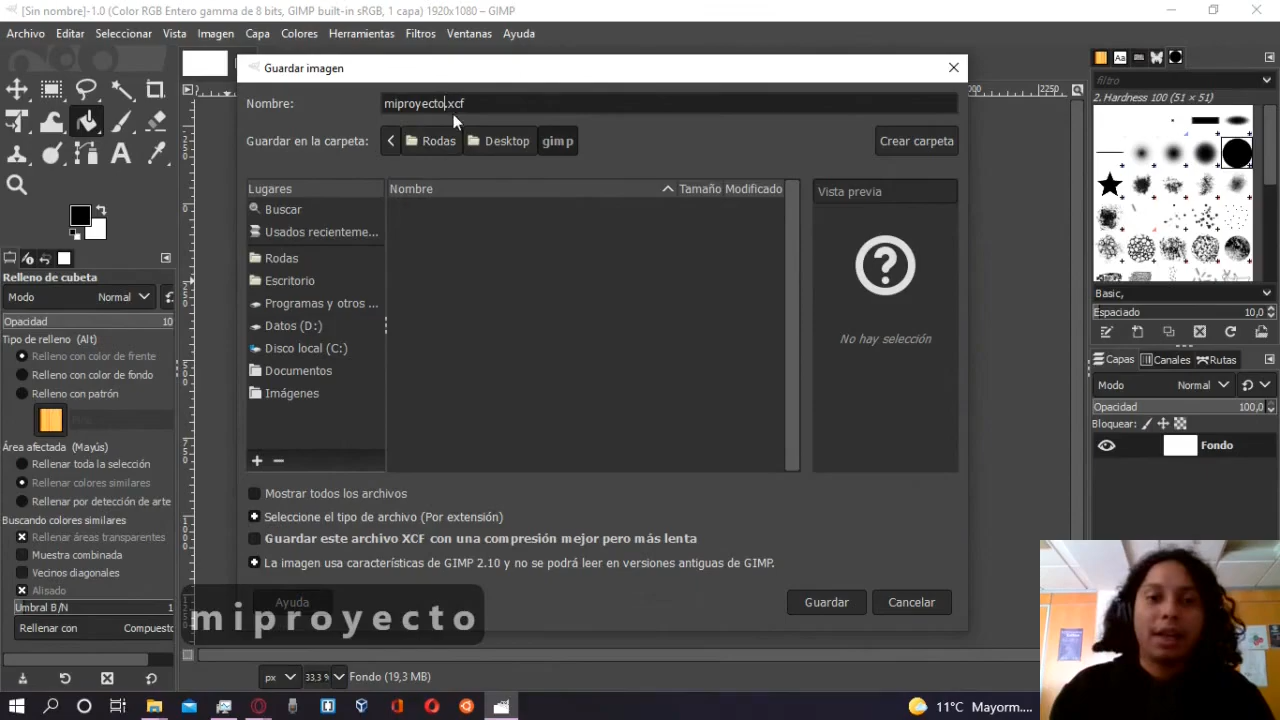 [Sin nombre]-1.0 (Color RGB Entero gamma de 8 bits, GIMP built-in sRGB, 1 capa) 1920x1080 – GIMP
Archivo Editar Seleccionar Vista Imagen Capa Colores Herramientas Filtros Ventanas Ayuda
Guardar imagen
Nombre: miproyecto.xcf
Guardar en la carpeta: Rodas Desktop gimp Crear carpeta
Lugares
Buscar
Usados recienteme...
Rodas
Escritorio
Programas y otros ...
Datos (D:)
Disco local (C:)
Documentos
Imágenes
Nombre Tamaño Modificado
Vista previa
No hay selección
Mostrar todos los archivos
Seleccione el tipo de archivo (Por extensión)
Guardar este archivo XCF con una compresión mejor pero más lenta
La imagen usa características de GIMP 2.10 y no se podrá leer en versiones antiguas de GIMP.
Ayuda Guardar Cancelar
miproyecto
Relleno de cubeta
Modo Normal
Opacidad 10
Tipo de relleno (Alt)
Relleno con color de frente
Relleno con color de fondo
Relleno con patrón
Área afectada (Mayús)
Rellenar toda la selección
Rellenar colores similares
Rellenar por detección de arte
Buscando colores similares
Rellenar áreas transparentes
Muestra combinada
Vecinos diagonales
Alisado
Umbral B/N 1
Rellenar con Compuesto
2250
px 33,3 % Fondo (19,3 MB)
Aa
filtro
2. Hardness 100 (51 × 51)
Basic,
Espaciado 10,0
Capas Canales Rutas
Modo Normal
Opacidad 100,0
Bloquear:
Fondo
11°C Mayorm...